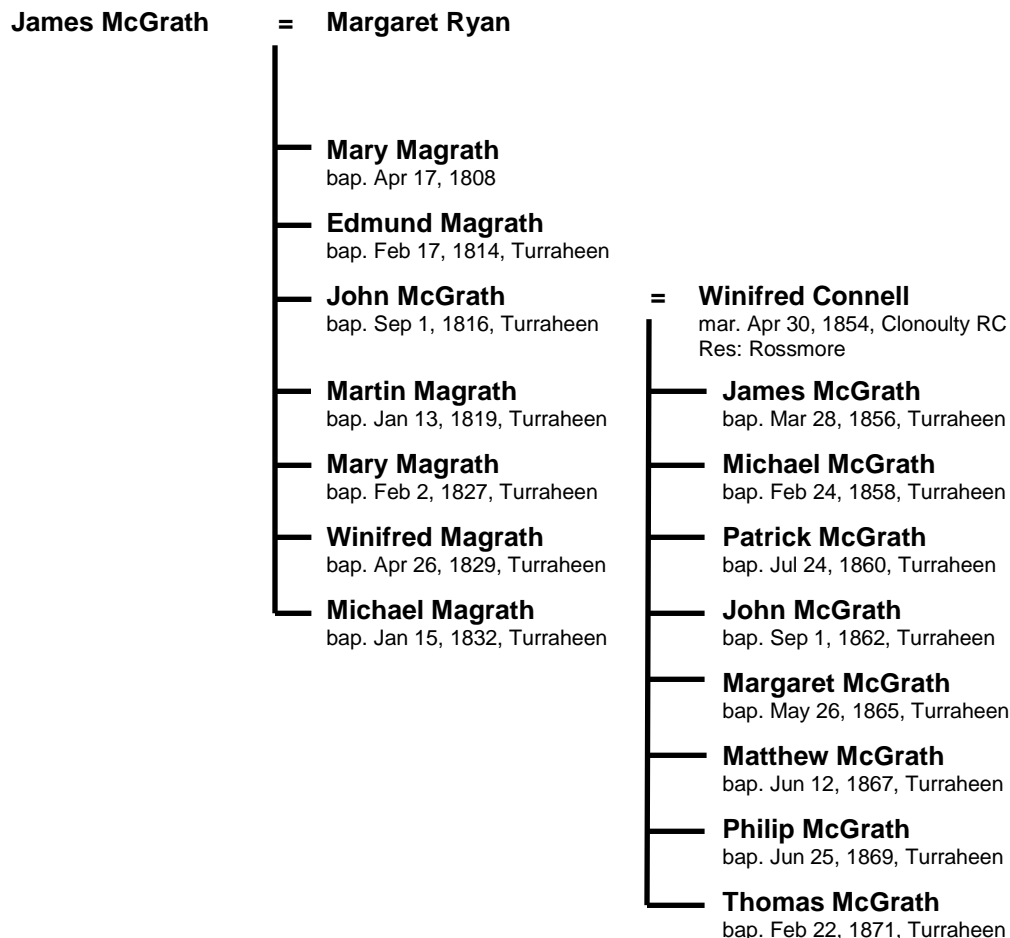 James McGrath = Margaret Ryan
Mary Magrath
bap. Apr 17, 1808
Edmund Magrath
bap. Feb 17, 1814, Turraheen
John McGrath = Winifred Connell
bap. Sep 1, 1816, Turraheen mar. Apr 30, 1854, Clonoulty RC
Res: Rossmore
Martin Magrath
bap. Jan 13, 1819, Turraheen
Mary Magrath
bap. Feb 2, 1827, Turraheen
Winifred Magrath
bap. Apr 26, 1829, Turraheen
Michael Magrath
bap. Jan 15, 1832, Turraheen
James McGrath
bap. Mar 28, 1856, Turraheen
Michael McGrath
bap. Feb 24, 1858, Turraheen
Patrick McGrath
bap. Jul 24, 1860, Turraheen
John McGrath
bap. Sep 1, 1862, Turraheen
Margaret McGrath
bap. May 26, 1865, Turraheen
Matthew McGrath
bap. Jun 12, 1867, Turraheen
Philip McGrath
bap. Jun 25, 1869, Turraheen
Thomas McGrath
bap. Feb 22, 1871, Turraheen